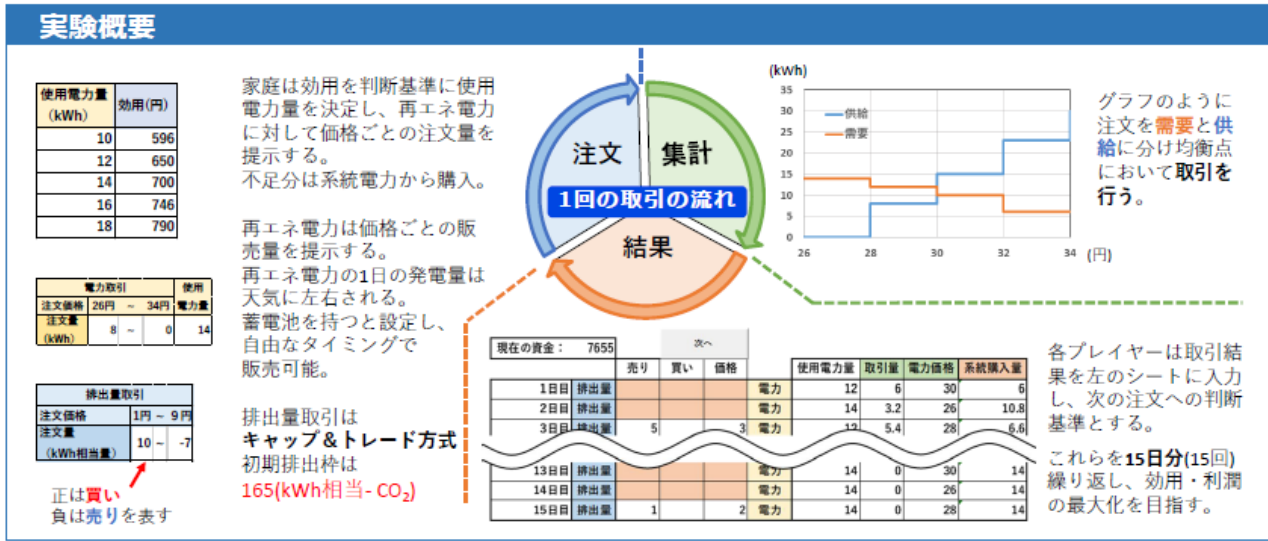 実験概要
使用電力量 効用(円)
(kWh)
10 596
12 650
14 700
16 746
18 790
家庭は効用を判断基準に使用
電力量を決定し、再エネ電力
に対して価格ごとの注文量を
提示する。
不足分は系統電力から購入。
再エネ電力は価格ごとの販
売量を提示する。
再エネ電力の1日の発電量は
天気に左右される。
蓄電池を持つと設定し、
自由なタイミングで
販売可能。
排出量取引は
キャップ&トレード方式
初期排出枠は
165(kWh相当- CO₂)
電力取引 使用
注文価格 26円 ~ 34円 電力量
注文量
(kWh) 8 ~ 0 14
排出量取引
注文価格 1円 ~ 9円
注文量
(kWh相当量) 10 ~ -7
正は買い
負は売りを表す
注文
集計
1回の取引の流れ
結果
(kWh)
35
30
25
20
15
10
5
0
供給
需要
26 28 30 32 34 (円)
グラフのように
注文を需要と供
給に分け均衡点
において取引を
行う。
現在の資金: 7655 次へ
売り 買い 価格 使用電力量 取引量 電力価格 系統購入量
1日目 排出量 電力 12 6 30 6
2日目 排出量 電力 14 3.2 26 10.8
3日目 排出量 5 3 電力 12 5.4 28 6.6
13日目 排出量 電力 14 0 30 14
14日目 排出量 電力 14 0 26 14
15日目 排出量 1 2 電力 14 0 28 14
各プレイヤーは取引結
果を左のシートに入力
し、次の注文への判断
基準とする。
これらを15日分(15回)
繰り返し、効用・利潤
の最大化を目指す。